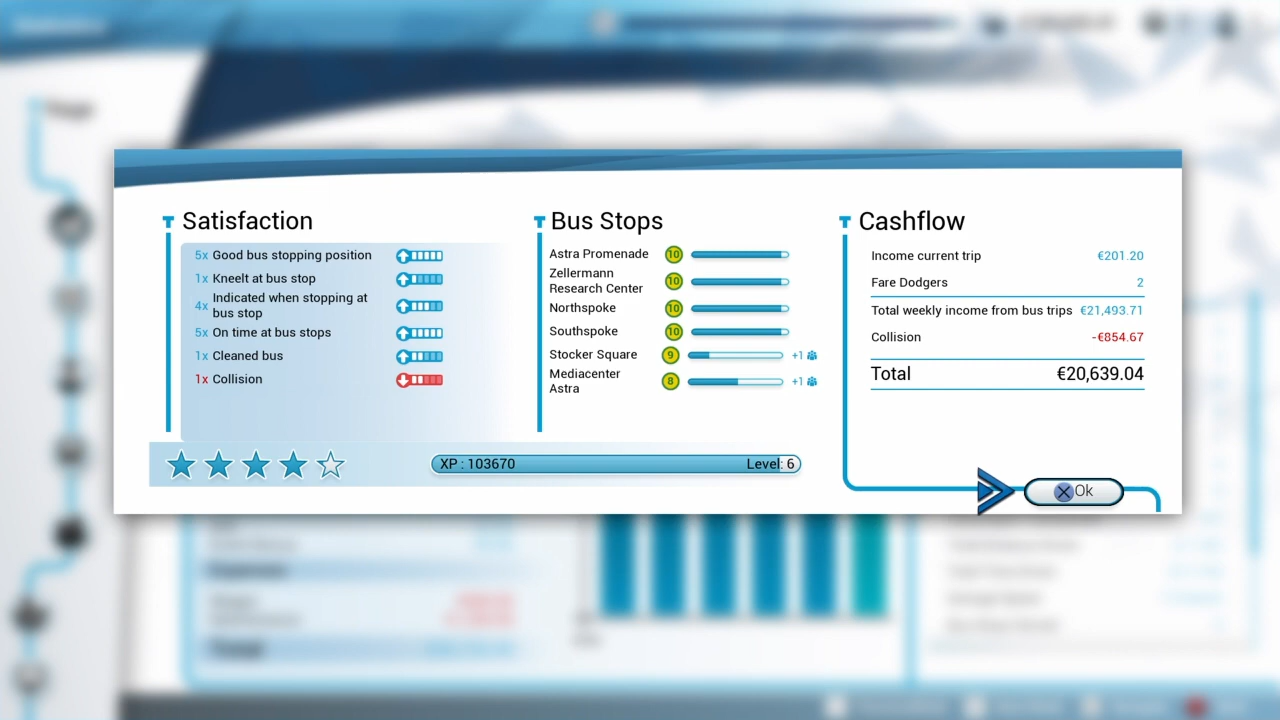 Satisfaction
5x Good bus stopping position
1x Kneelt at bus stop
4x Indicated when stopping at
bus stop
5x On time at bus stops
1x Cleaned bus
1x Collision
Bus Stops
Astra Promenade 10
Zellermann
Research Center 10
Northspoke 10
Southspoke 10
Stocker Square 9 +1
Mediacenter
Astra 8 +1
Cashflow
Income current trip €201.20
Fare Dodgers 2
Total weekly income from bus trips €21,493.71
Collision -€854.67
Total €20,639.04
XP : 103670 Level: 6
Ok